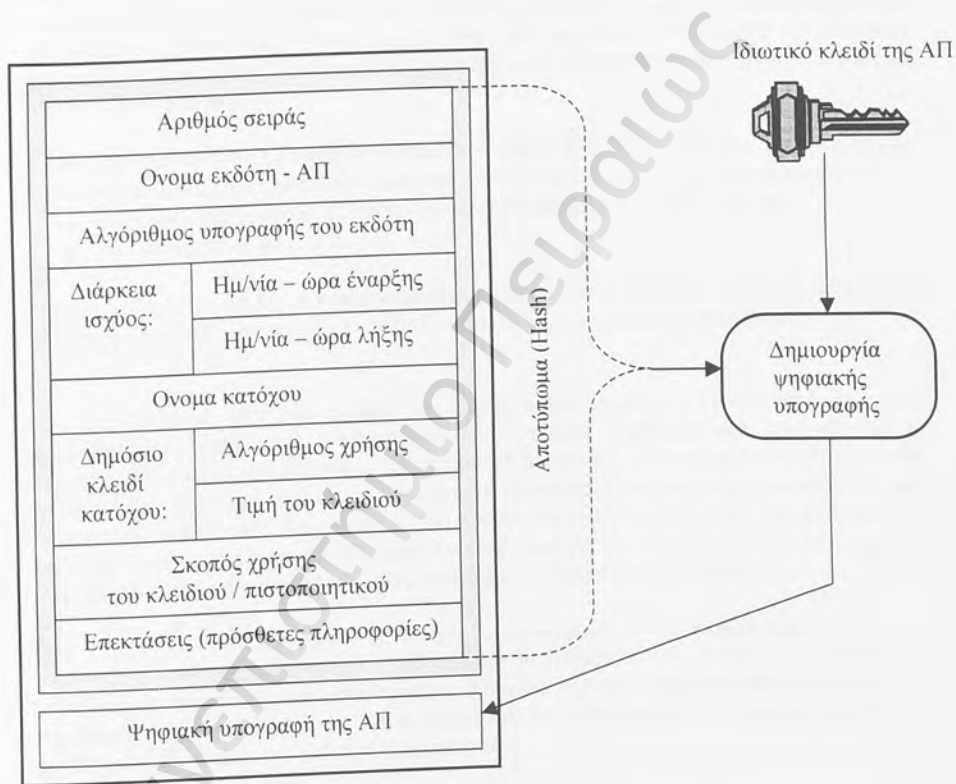 Ιδιωτικό κλειδί της ΑΠ
Αριθμός σειράς
Ονομα εκδότη - ΑΠ
Αλγόριθμος υπογραφής του εκδότη
Διάρκεια
ισχύος:
Ημ/νία – ώρα έναρξης
Ημ/νία – ώρα λήξης
Ονομα κατόχου
Δημόσιο
κλειδί
κατόχου:
Αλγόριθμος χρήσης
Τιμή του κλειδιού
Σκοπός χρήσης
του κλειδιού / πιστοποιητικού
Επεκτάσεις (πρόσθετες πληροφορίες)
Ψηφιακή υπογραφή της ΑΠ
Αποτύπωμα (Hash)
Δημιουργία
ψηφιακής
υπογραφής
νεπιστήμιο Πειραιώς